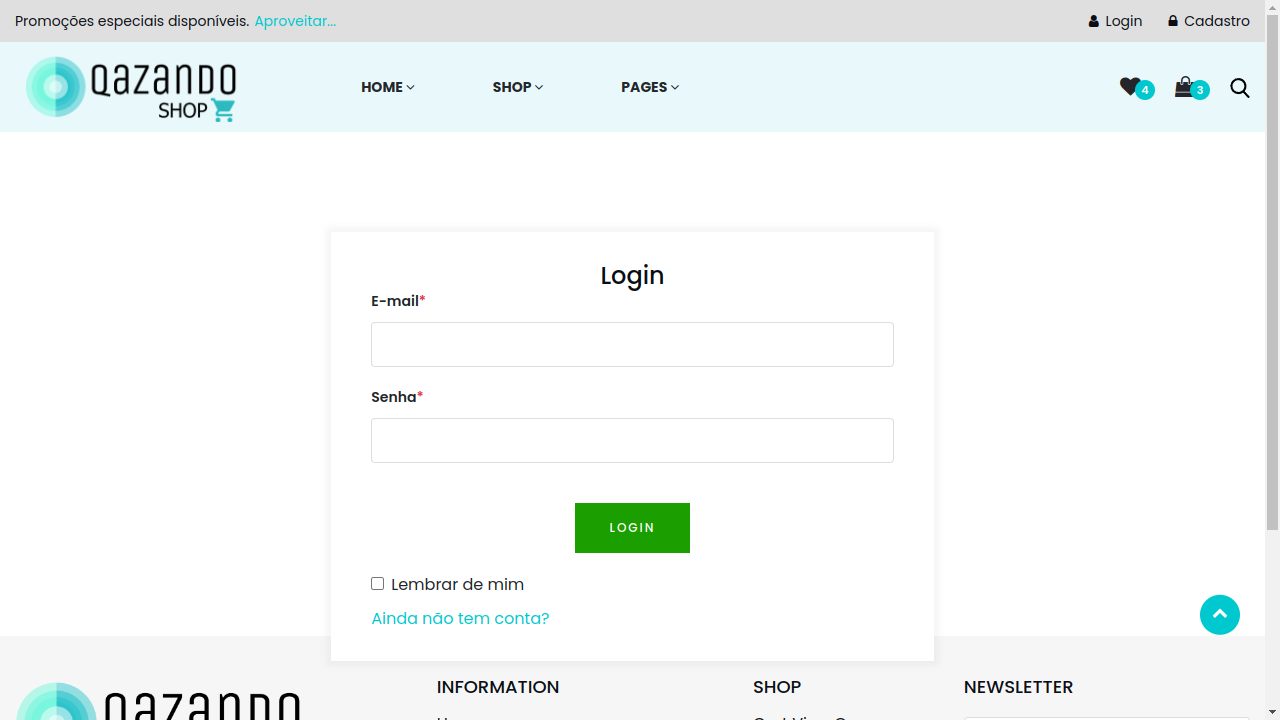 Promoções especiais disponíveis. Aproveitar...
Login
Cadastro
QAZANDO
SHOP
HOME
SHOP
PAGES
4
3
Login
E-mail*
Senha*
LOGIN
Lembrar de mim
Ainda não tem conta?
QAZANDO
INFORMATION
SHOP
NEWSLETTER